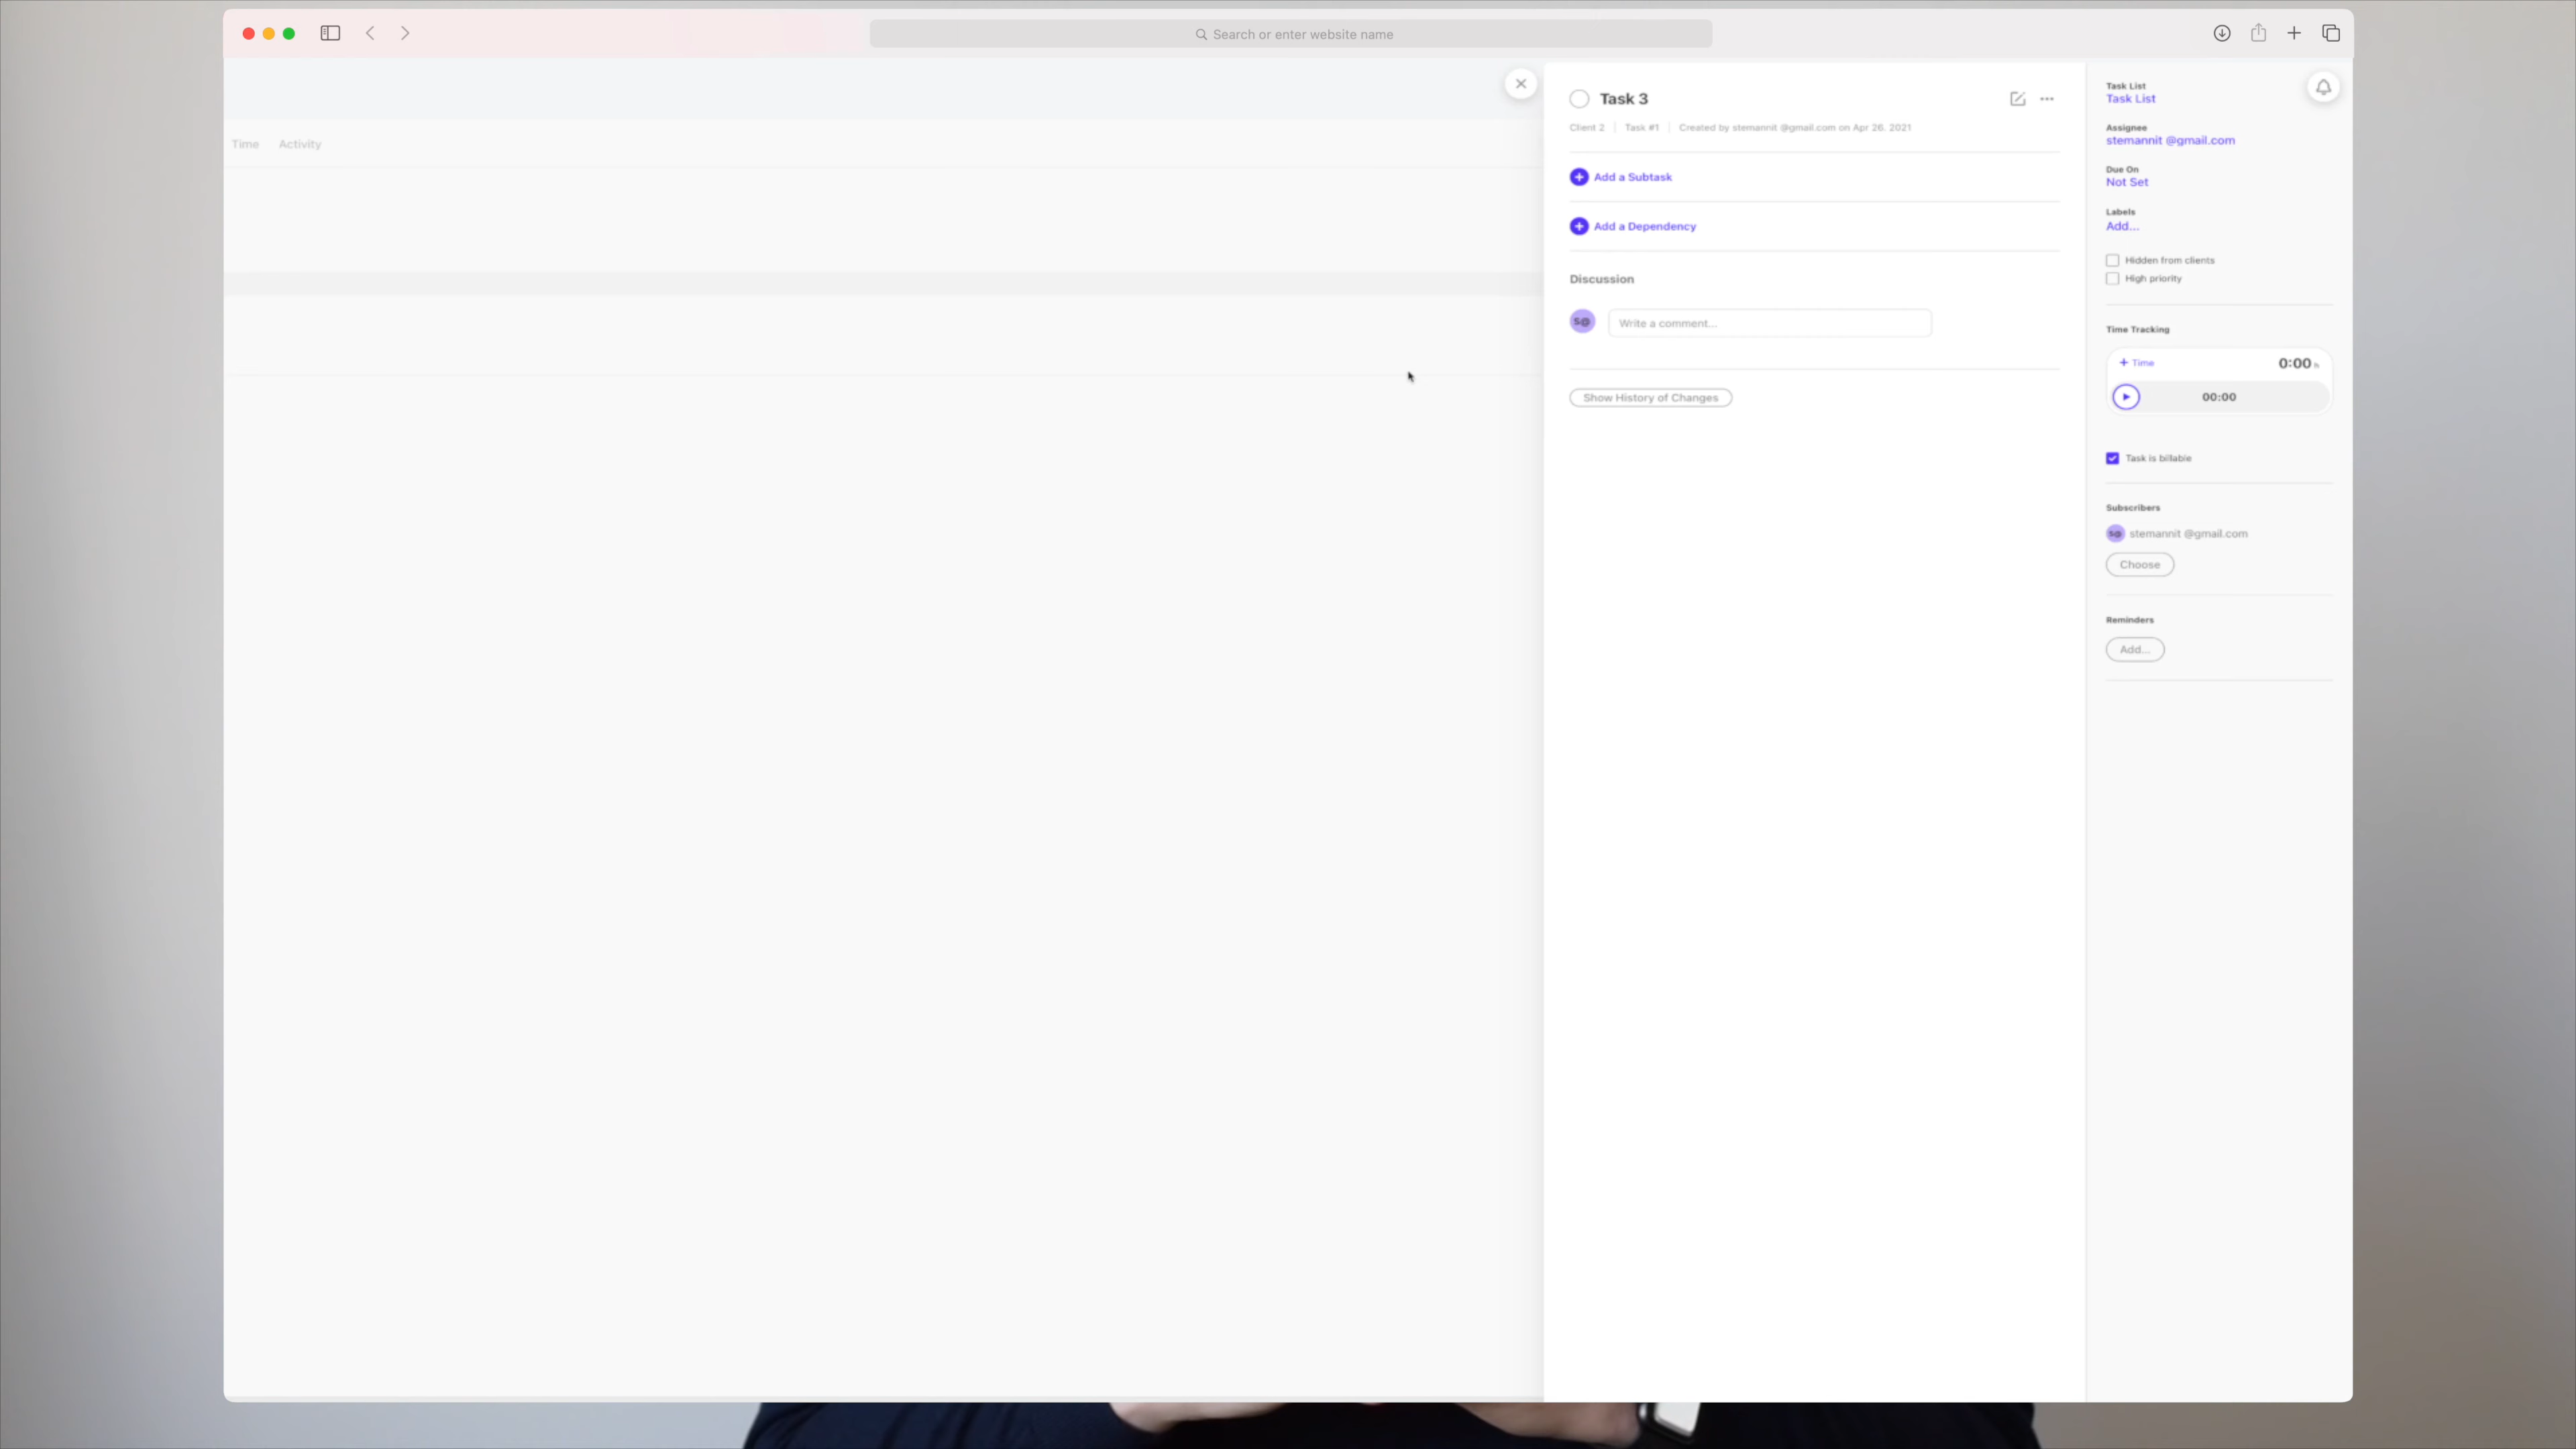 Search or enter website name
Time Activity
Task 3
Client 2 Task #1 Created by stemannit @gmail.com on Apr 26. 2021
Add a Subtask
Add a Dependency
Discussion
S@ Write a comment...
Show History of Changes
Task List
Task List
Assignee
stemannit @gmail.com
Due On
Not Set
Labels
Add...
Hidden from clients
High priority
Time Tracking
+ Time 0:00 h
00:00
Task is billable
Subscribers
S@ stemannit @gmail.com
Choose
Reminders
Add...